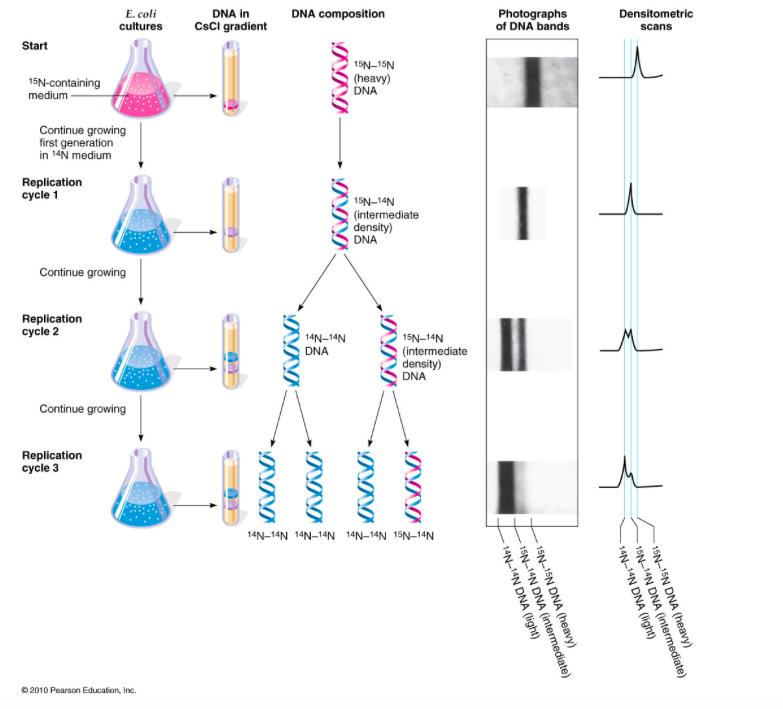 E. coli
cultures
DNA in
CsCl gradient
DNA composition
Photographs
of DNA bands
Densitometric
scans
Start
¹⁵N-containing
medium
¹⁵N–¹⁵N
(heavy)
DNA
Continue growing
first generation
in ¹⁴N medium
Replication
cycle 1
¹⁵N–¹⁴N
(intermediate
density)
DNA
Continue growing
Replication
cycle 2
¹⁴N–¹⁴N
DNA
¹⁵N–¹⁴N
(intermediate
density)
DNA
Continue growing
Replication
cycle 3
¹⁴N–¹⁴N
¹⁴N–¹⁴N
¹⁴N–¹⁴N
¹⁵N–¹⁴N
¹⁴N–¹⁴N DNA (light)
¹⁵N–¹⁴N DNA (intermediate)
¹⁵N–¹⁵N DNA (heavy)
¹⁴N–¹⁴N DNA (light)
¹⁵N–¹⁴N DNA (intermediate)
¹⁵N–¹⁵N DNA (heavy)
© 2010 Pearson Education, Inc.